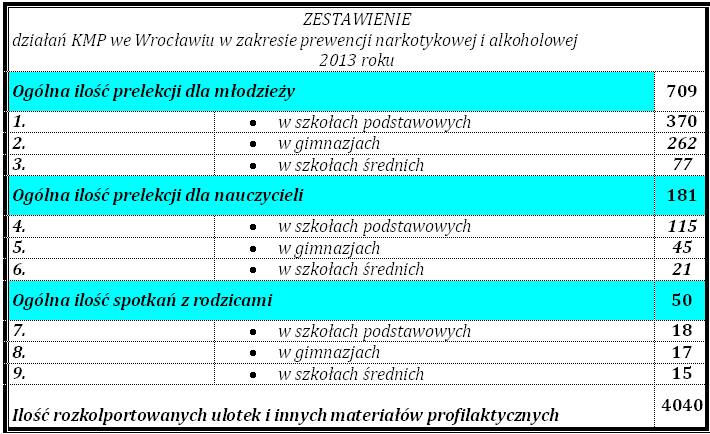 ZESTAWIENIE
działań KMP we Wrocławiu w zakresie prewencji narkotykowej i alkoholowej
2013 roku
Ogólna ilość prelekcji dla młodzieży 709
1. • w szkołach podstawowych 370
2. • w gimnazjach 262
3. • w szkołach średnich 77
Ogólna ilość prelekcji dla nauczycieli 181
4. • w szkołach podstawowych 115
5. • w gimnazjach 45
6. • w szkołach średnich 21
Ogólna ilość spotkań z rodzicami 50
7. • w szkołach podstawowych 18
8. • w gimnazjach 17
9. • w szkołach średnich 15
Ilość rozkolportowanych ulotek i innych materiałów profilaktycznych 4040